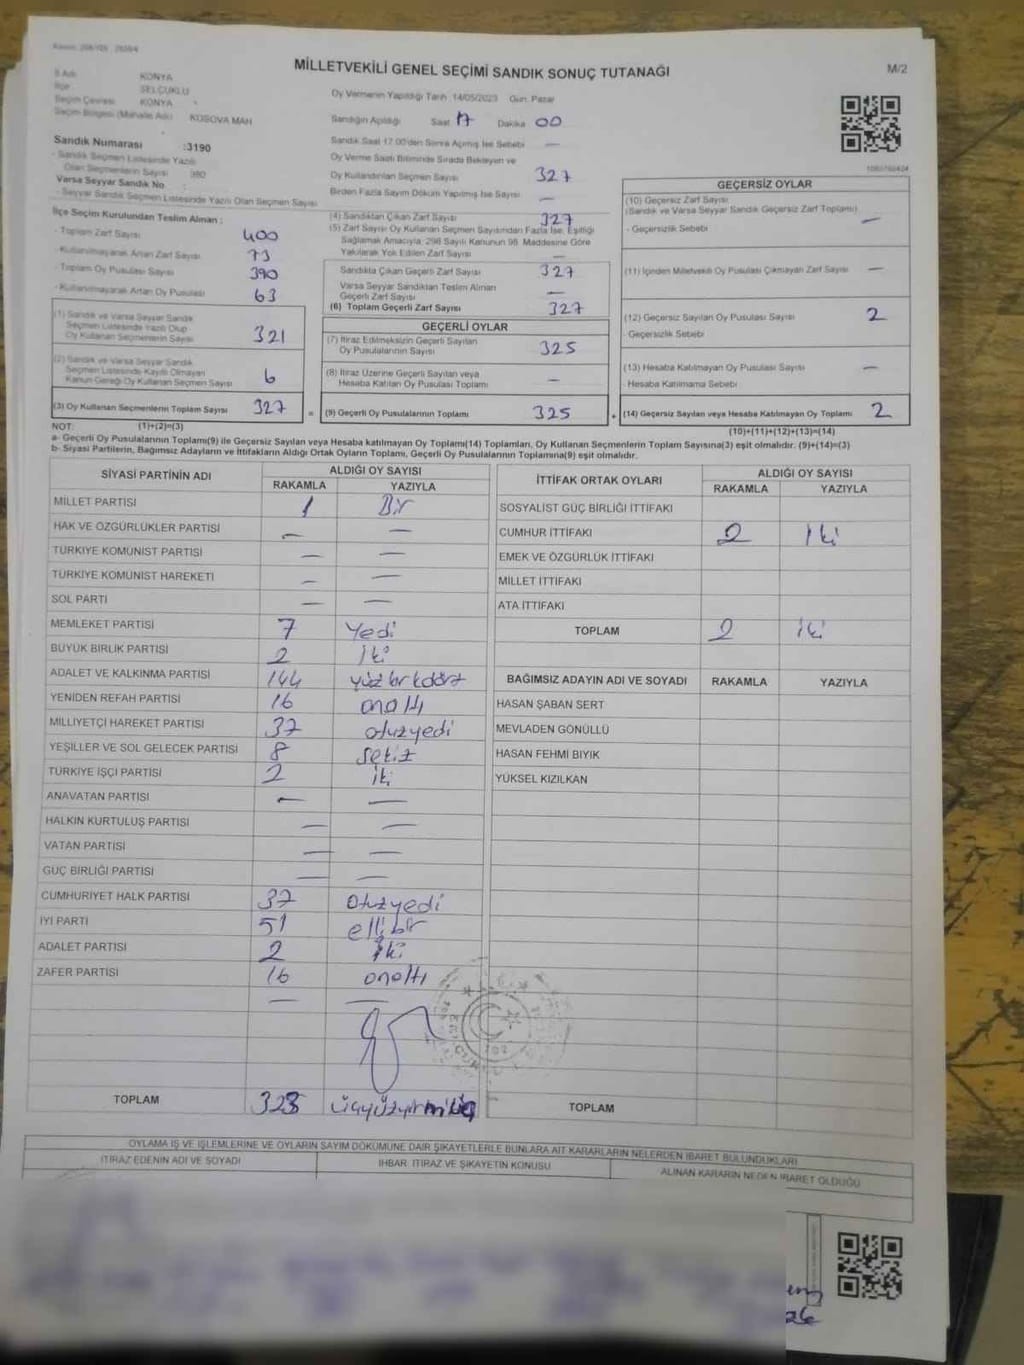 MİLLETVEKİLİ GENEL SEÇİMİ SANDIK SONUÇ TUTANAĞI
M/2
İl Adı KONYA
İlçe SELÇUKLU
Seçim Çevresi KONYA
Seçim Bölgesi (Mahalle Adı) KOSOVA MAH
Sandık Numarası :3190
- Sandık Seçmen Listesinde Yazılı
Olan Seçmenlerin Sayısı 380
Varsa Seyyar Sandık No
- Seyyar Sandık Seçmen Listesinde Yazılı Olan Seçmen Sayısı
Oy Vermenin Yapıldığı Tarih 14/05/2023 Gün: Pazar
Sandığın Açıldığı Saat 17 Dakika 00
Sandık Saat 17.00'den Sonra Açılmış İse Sebebi —
Oy Verme Saati Bitiminde Sırada Bekleyen ve
Oy Kullandırılan Seçmen Sayısı 327
Birden Fazla Sayım Döküm Yapılmış İse Sayısı —
İlçe Seçim Kurulundan Teslim Alınan :
- Toplam Zarf Sayısı 400
- Kullanılmayarak Artan Zarf Sayısı 73
- Toplam Oy Pusulası Sayısı 390
- Kullanılmayarak Artan Oy Pusulası 63
(1) Sandık ve Varsa Seyyar Sandık
Seçmen Listesinde Yazılı Olup
Oy Kullanan Seçmenlerin Sayısı 321
(2) Sandık ve Varsa Seyyar Sandık
Seçmen Listesinde Kayıtlı Olmayan
Kanun Gereği Oy Kullanan Seçmen Sayısı 6
(3) Oy Kullanan Seçmenlerin Toplam Sayısı 327
(4) Sandıktan Çıkan Zarf Sayısı 327
(5) Zarf Sayısı Oy Kullanan Seçmen Sayısından Fazla İse, Eşitliği
Sağlamak Amacıyla, 298 Sayılı Kanunun 98. Maddesine Göre
Yakılarak Yok Edilen Zarf Sayısı —
Sandıkta Çıkan Geçerli Zarf Sayısı 327
Varsa Seyyar Sandıktan Teslim Alınan
Geçerli Zarf Sayısı —
(6) Toplam Geçerli Zarf Sayısı 327
GEÇERLİ OYLAR
(7) İtiraz Edilmeksizin Geçerli Sayılan
Oy Pusulalarının Sayısı 325
(8) İtiraz Üzerine Geçerli Sayılan veya
Hesaba Katılan Oy Pusulası Toplamı —
= (9) Geçerli Oy Pusulalarının Toplamı 325
GEÇERSİZ OYLAR
(10) Geçersiz Zarf Sayısı
(Sandık ve Varsa Seyyar Sandık Geçersiz Zarf Toplamı) —
- Geçersizlik Sebebi
(11) İçinden Milletvekili Oy Pusulası Çıkmayan Zarf Sayısı —
(12) Geçersiz Sayılan Oy Pusulası Sayısı 2
- Geçersizlik Sebebi
(13) Hesaba Katılmayan Oy Pusulası Sayısı —
- Hesaba Katılmama Sebebi
+ (14) Geçersiz Sayılan veya Hesaba Katılmayan Oy Toplamı 2
NOT: (1)+(2)=(3) (10)+(11)+(12)+(13)=(14)
a- Geçerli Oy Pusulalarının Toplamı(9) ile Geçersiz Sayılan veya Hesaba katılmayan Oy Toplamı(14) Toplamları, Oy Kullanan Seçmenlerin Toplam Sayısına(3) eşit olmalıdır. (9)+(14)=(3)
b- Siyasi Partilerin, Bağımsız Adayların ve İttifakların Aldığı Ortak Oyların Toplamı, Geçerli Oy Pusulalarının Toplamına(9) eşit olmalıdır.
SİYASİ PARTİNİN ADI ALDIĞI OY SAYISI
RAKAMLA YAZIYLA
MİLLET PARTİSİ 1 Bir
HAK VE ÖZGÜRLÜKLER PARTİSİ — —
TÜRKİYE KOMÜNİST PARTİSİ — —
TÜRKİYE KOMÜNİST HAREKETİ — —
SOL PARTİ — —
MEMLEKET PARTİSİ 7 Yedi
BÜYÜK BİRLİK PARTİSİ 2 İki
ADALET VE KALKINMA PARTİSİ 144
YENİDEN REFAH PARTİSİ 16 onaltı
MİLLİYETÇİ HAREKET PARTİSİ 37 otuzyedi
YEŞİLLER VE SOL GELECEK PARTİSİ 8 sekiz
TÜRKİYE İŞÇİ PARTİSİ 2 iki
ANAVATAN PARTİSİ — —
HALKIN KURTULUŞ PARTİSİ — —
VATAN PARTİSİ — —
GÜÇ BİRLİĞİ PARTİSİ — —
CUMHURİYET HALK PARTİSİ 37 otuzyedi
İYİ PARTİ 51 ellibir
ADALET PARTİSİ 2 İki
ZAFER PARTİSİ 16 onaltı
— —
TOPLAM 323
İTTİFAK ORTAK OYLARI ALDIĞI OY SAYISI
RAKAMLA YAZIYLA
SOSYALİST GÜÇ BİRLİĞİ İTTİFAKI
CUMHUR İTTİFAKI 2 İki
EMEK VE ÖZGÜRLÜK İTTİFAKI
MİLLET İTTİFAKI
ATA İTTİFAKI
TOPLAM 2 iki
BAĞIMSIZ ADAYIN ADI VE SOYADI RAKAMLA YAZIYLA
HASAN ŞABAN SERT
MEVLADEN GÖNÜLLÜ
HASAN FEHMİ BIYIK
YÜKSEL KIZILKAN
TOPLAM
OYLAMA İŞ VE İŞLEMLERİNE VE OYLARIN SAYIM DÖKÜMÜNE DAİR ŞİKAYETLERLE BUNLARA AİT KARARLARIN NELERDEN İBARET BULUNDUKLARI
İTİRAZ EDENİN ADI VE SOYADI İHBAR, İTİRAZ VE ŞİKAYETİN KONUSU ALINAN KARARIN NEDEN İBARET OLDUĞU